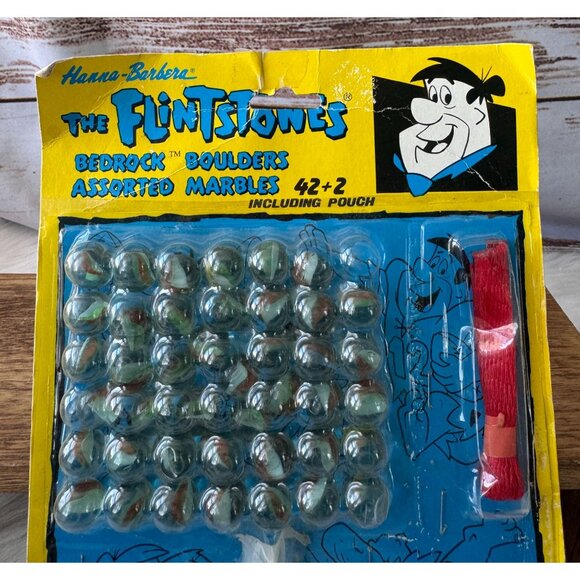 Hanna-Barbera®
THE FLINTSTONES®
BEDROCK™ BOULDERS
ASSORTED MARBLES 42+2
INCLUDING POUCH